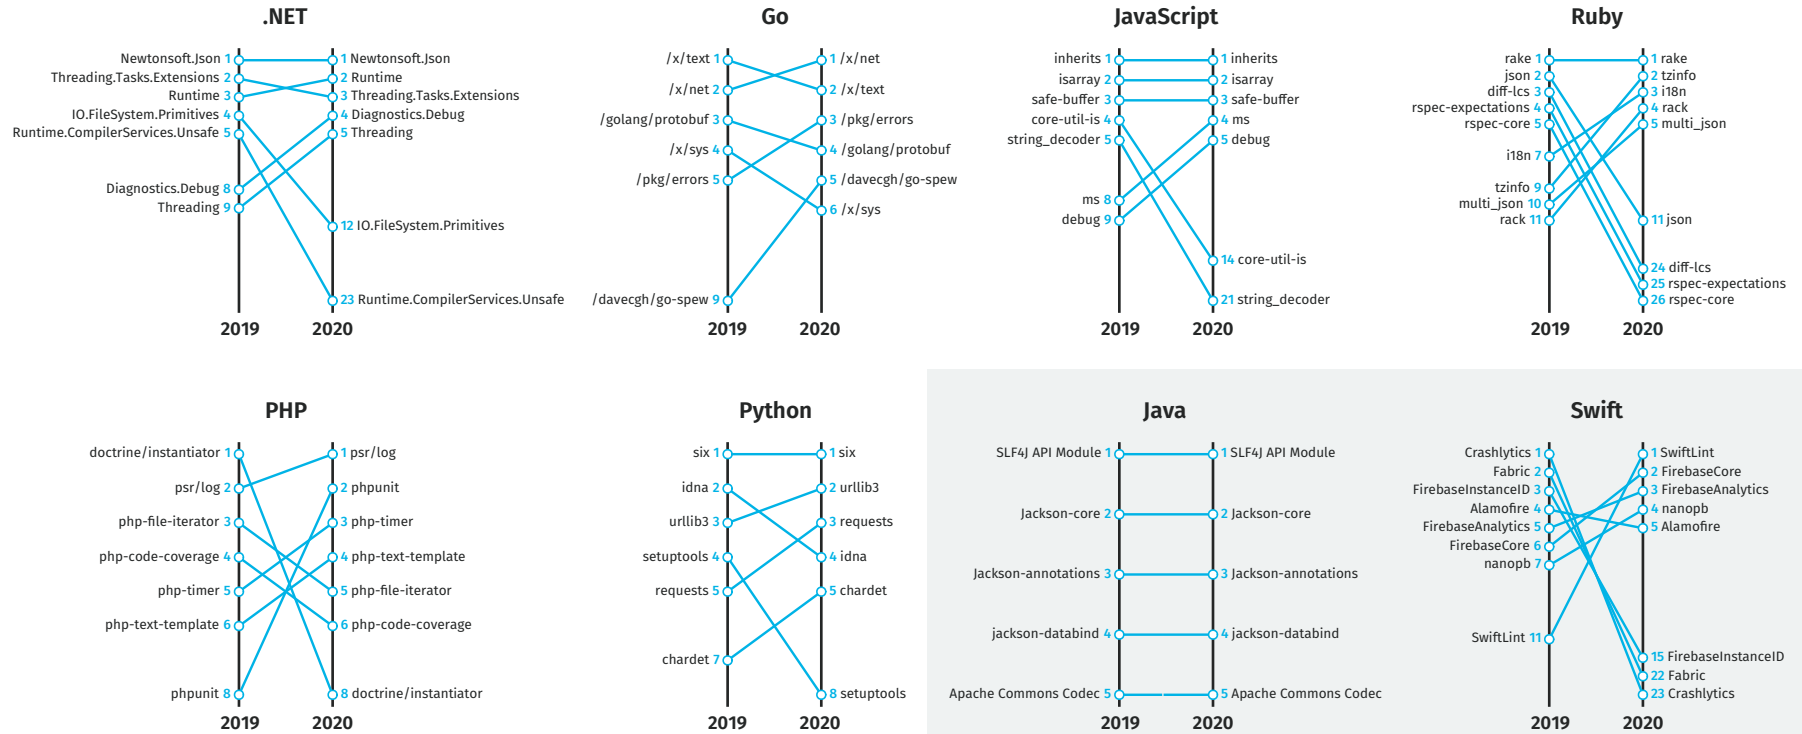 .NET
Newtonsoft.Json 1 1 Newtonsoft.Json
Threading.Tasks.Extensions 2 2 Runtime
Runtime 3 3 Threading.Tasks.Extensions
IO.FileSystem.Primitives 4 4 Diagnostics.Debug
Runtime.CompilerServices.Unsafe 5 5 Threading
Diagnostics.Debug 8
Threading 9
12 IO.FileSystem.Primitives
23 Runtime.CompilerServices.Unsafe
2019 2020
Go
/x/text 1 1 /x/net
/x/net 2 2 /x/text
/golang/protobuf 3 3 /pkg/errors
/x/sys 4 4 /golang/protobuf
/pkg/errors 5 5 /davecgh/go-spew
6 /x/sys
/davecgh/go-spew 9
2019 2020
JavaScript
inherits 1 1 inherits
isarray 2 2 isarray
safe-buffer 3 3 safe-buffer
core-util-is 4 4 ms
string_decoder 5 5 debug
ms 8
debug 9
14 core-util-is
21 string_decoder
2019 2020
Ruby
rake 1 1 rake
json 2 2 tzinfo
diff-lcs 3 3 i18n
rspec-expectations 4 4 rack
rspec-core 5 5 multi_json
i18n 7
tzinfo 9
multi_json 10
rack 11 11 json
24 diff-lcs
25 rspec-expectations
26 rspec-core
2019 2020
PHP
doctrine/instantiator 1 1 psr/log
psr/log 2 2 phpunit
php-file-iterator 3 3 php-timer
php-code-coverage 4 4 php-text-template
php-timer 5 5 php-file-iterator
php-text-template 6 6 php-code-coverage
phpunit 8 8 doctrine/instantiator
2019 2020
Python
six 1 1 six
idna 2 2 urllib3
urllib3 3 3 requests
setuptools 4 4 idna
requests 5 5 chardet
chardet 7
8 setuptools
2019 2020
Java
SLF4J API Module 1 1 SLF4J API Module
Jackson-core 2 2 Jackson-core
Jackson-annotations 3 3 Jackson-annotations
jackson-databind 4 4 jackson-databind
Apache Commons Codec 5 5 Apache Commons Codec
2019 2020
Swift
Crashlytics 1 1 SwiftLint
Fabric 2 2 FirebaseCore
FirebaseInstanceID 3 3 FirebaseAnalytics
Alamofire 4 4 nanopb
FirebaseAnalytics 5 5 Alamofire
FirebaseCore 6
nanopb 7
SwiftLint 11
15 FirebaseInstanceID
22 Fabric
23 Crashlytics
2019 2020